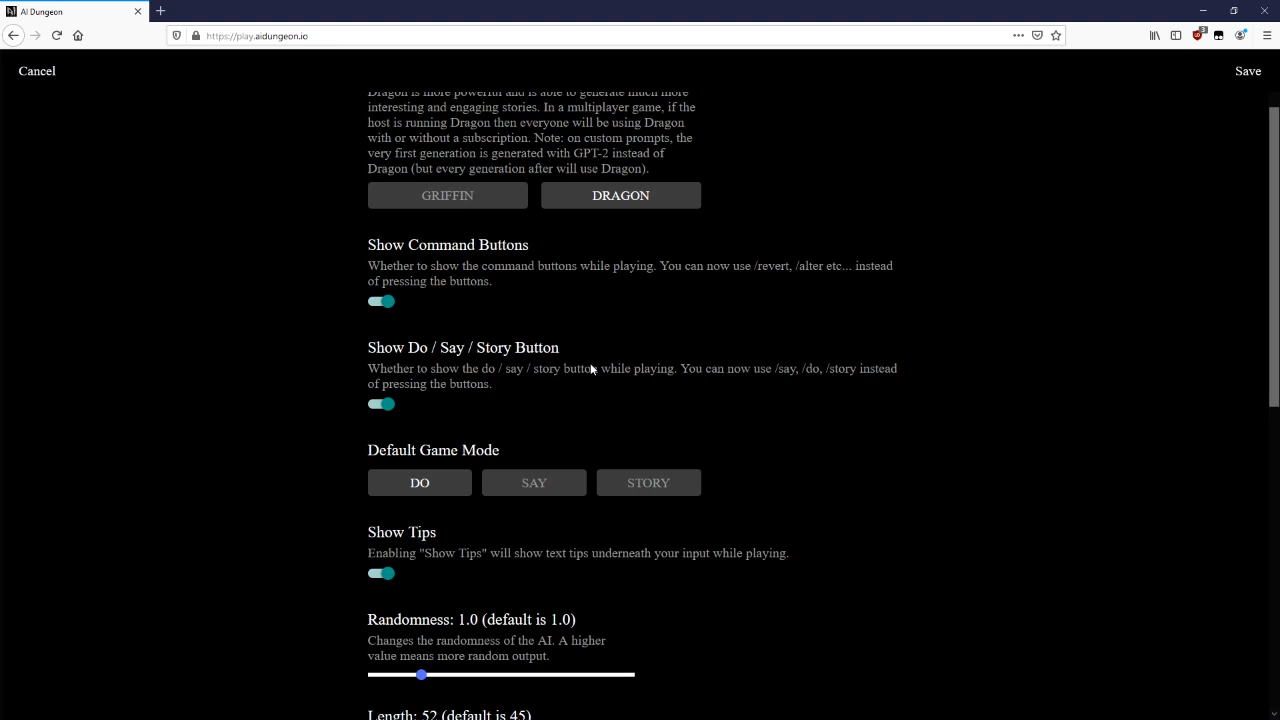 AI Dungeon
https://play.aidungeon.io
Cancel
Save
Dragon is more powerful and is able to generate much more
interesting and engaging stories. In a multiplayer game, if the
host is running Dragon then everyone will be using Dragon
with or without a subscription. Note: on custom prompts, the
very first generation is generated with GPT-2 instead of
Dragon (but every generation after will use Dragon).
GRIFFIN
DRAGON
Show Command Buttons
Whether to show the command buttons while playing. You can now use /revert, /alter etc... instead
of pressing the buttons.
Show Do / Say / Story Button
Whether to show the do / say / story button while playing. You can now use /say, /do, /story instead
of pressing the buttons.
Default Game Mode
DO
SAY
STORY
Show Tips
Enabling "Show Tips" will show text tips underneath your input while playing.
Randomness: 1.0 (default is 1.0)
Changes the randomness of the AI. A higher
value means more random output.
Length: 52 (default is 45)